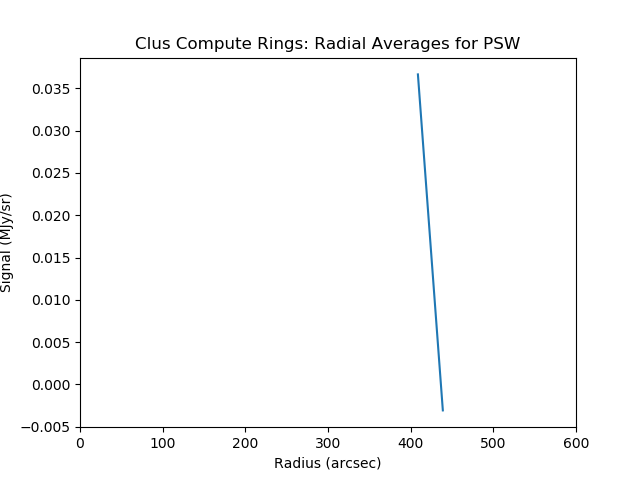 Clus Compute Rings: Radial Averages for PSW
Signal (MJy/sr)
0.035
0.030
0.025
0.020
0.015
0.010
0.005
0.000
−0.005
0 100 200 300 400 500 600
Radius (arcsec)